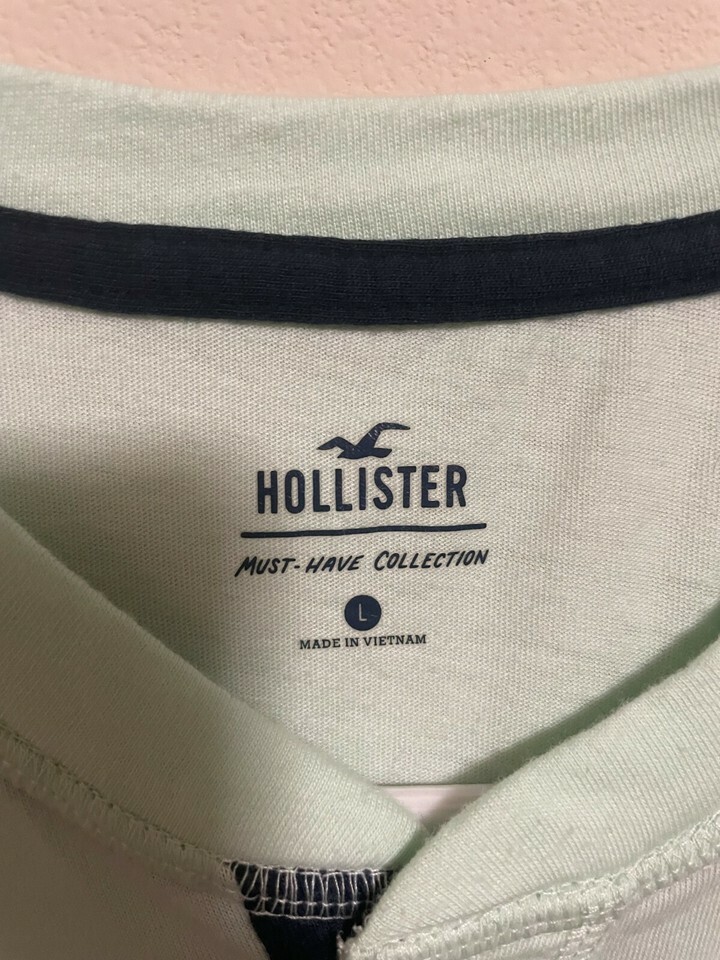 HOLLISTER
MUST-HAVE COLLECTION
L
MADE IN VIETNAM